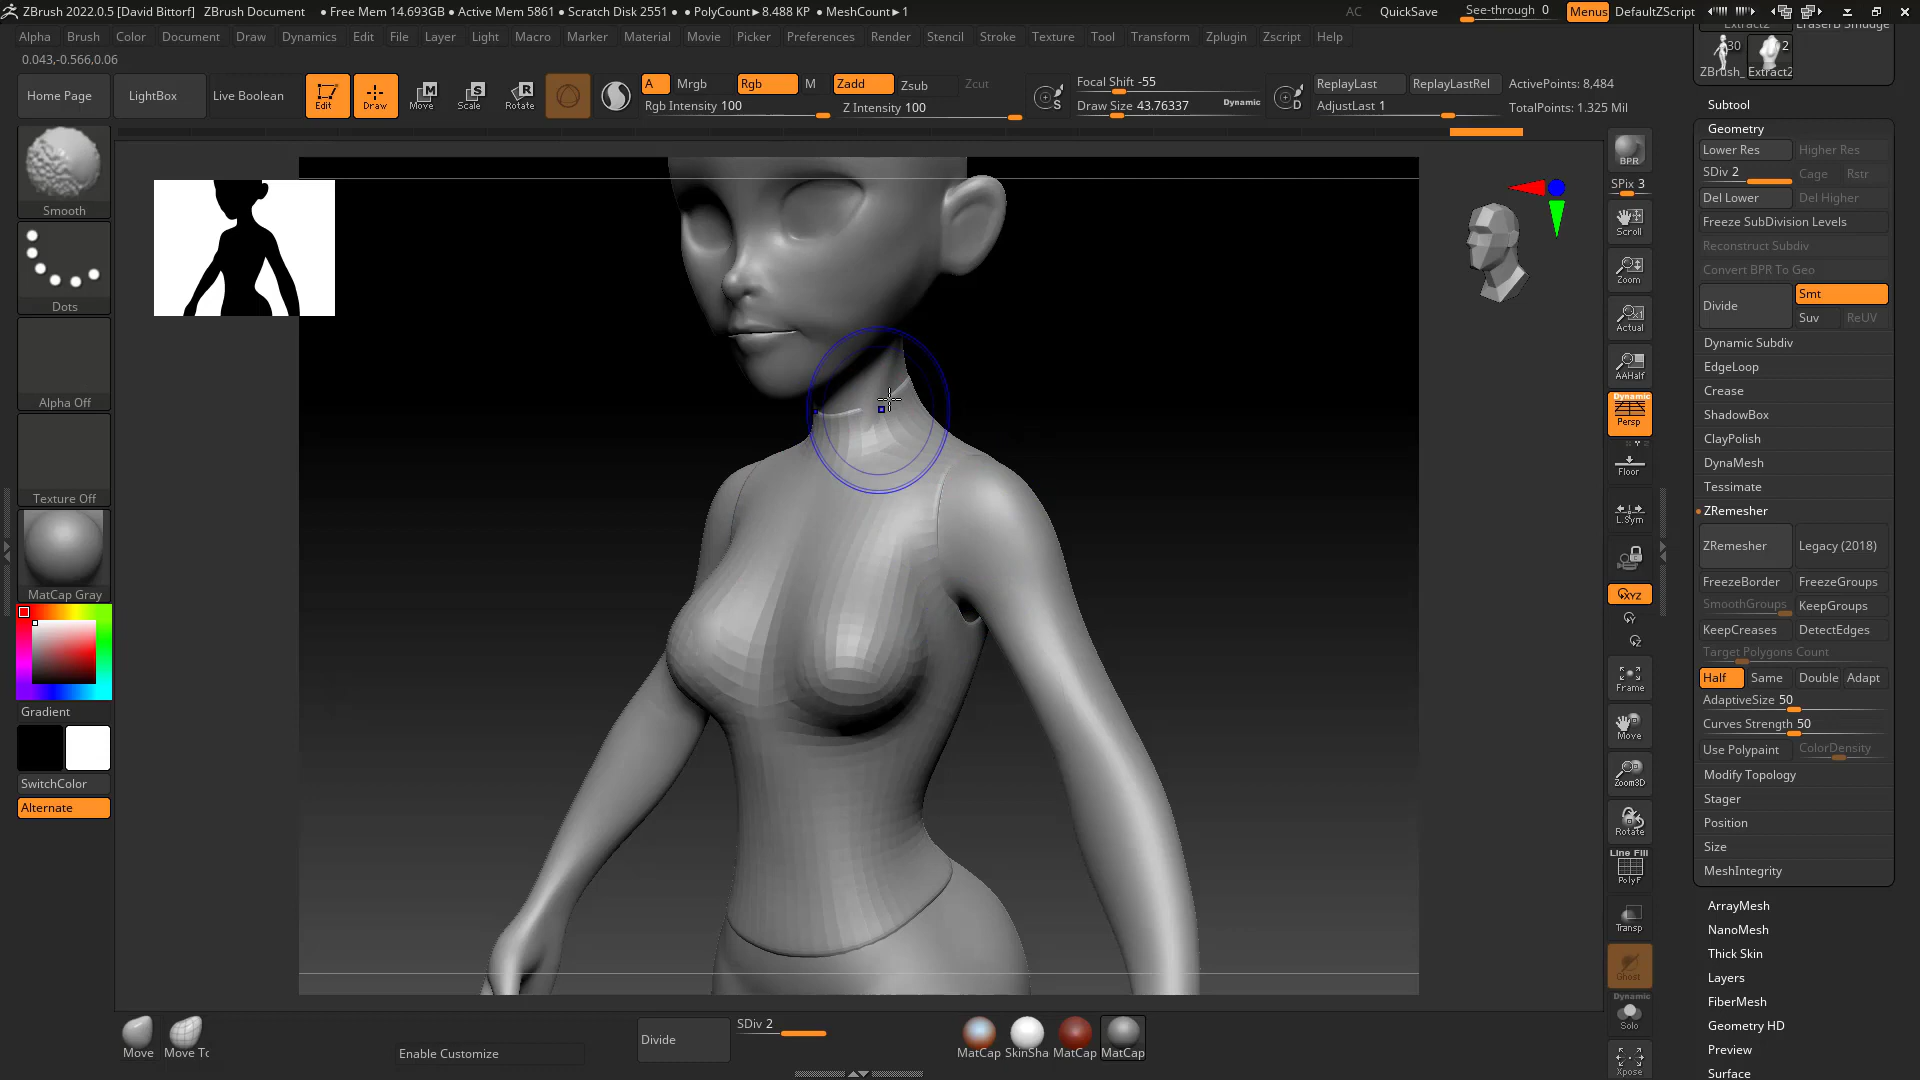 ZBrush 2022.0.5 [David Bittorf] ZBrush Document • Free Mem 14.693GB • Active Mem 5861 • Scratch Disk 2551 • • PolyCount► 8.488 KP • MeshCount►1 AC QuickSave See-through 0 Menus DefaultZScript
Alpha Brush Color Document Draw Dynamics Edit File Layer Light Macro Marker Material Movie Picker Preferences Render Stencil Stroke Texture Tool Transform Zplugin Zscript Help
0.043,-0.566,0.06
Home Page LightBox Live Boolean Edit Draw Move Scale Rotate
A Mrgb Rgb M Zadd Zsub Zcut
Rgb Intensity 100 Z Intensity 100
Focal Shift -55
Draw Size 43.76337 Dynamic
ReplayLast ReplayLastRel ActivePoints: 8,484
AdjustLast 1 TotalPoints: 1.325 Mil
Smooth
Dots
Alpha Off
Texture Off
MatCap Gray
Gradient
SwitchColor
Alternate
BPR
SPix 3
Scroll
Zoom
Actual
AAHalf
Dynamic
Persp
Floor
L.Sym
XYZ
Frame
Move
Zoom3D
Rotate
Line Fill
PolyF
Transp
Ghost
Dynamic
Solo
Xpose
30 2
ZBrush_ Extract2
Subtool
Geometry
Lower Res Higher Res
SDiv 2 Cage Rstr
Del Lower Del Higher
Freeze SubDivision Levels
Reconstruct Subdiv
Convert BPR To Geo
Divide Smt
Suv ReUV
Dynamic Subdiv
EdgeLoop
Crease
ShadowBox
ClayPolish
DynaMesh
Tessimate
ZRemesher
ZRemesher Legacy (2018)
FreezeBorder FreezeGroups
SmoothGroups KeepGroups
KeepCreases DetectEdges
Target Polygons Count
Half Same Double Adapt
AdaptiveSize 50
Curves Strength 50
Use Polypaint ColorDensity
Modify Topology
Stager
Position
Size
MeshIntegrity
ArrayMesh
NanoMesh
Thick Skin
Layers
FiberMesh
Geometry HD
Preview
Surface
Move Move Tc Enable Customize Divide SDiv 2 MatCap SkinSha MatCap MatCap